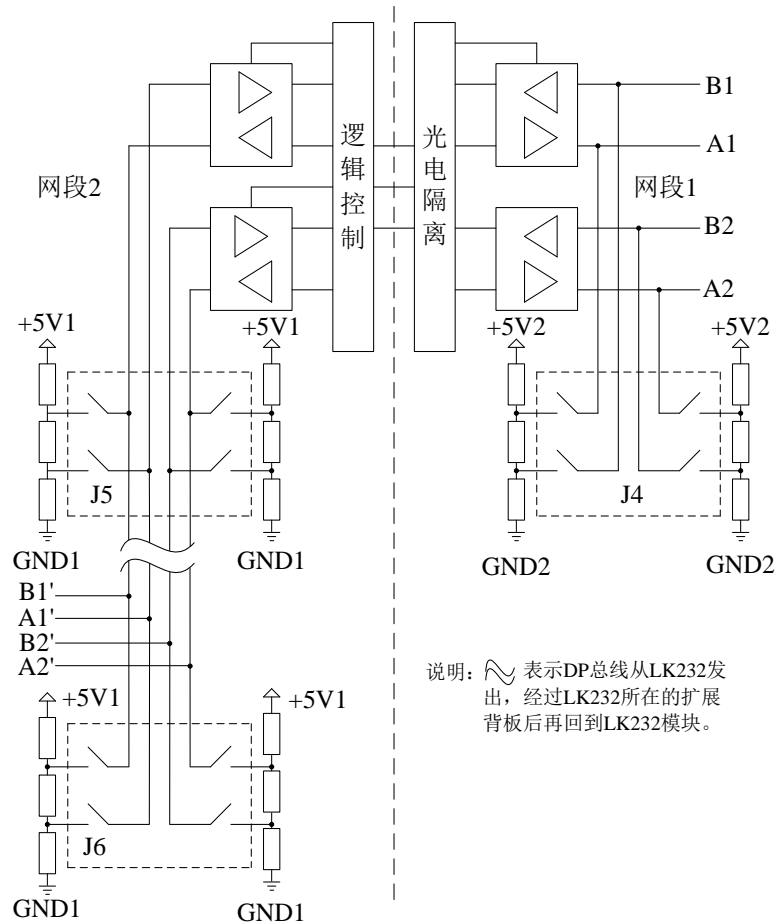 B1
逻辑控制
光电隔离
A1
网段2
网段1
B2
A2
+5V1
+5V1
+5V2
+5V2
J5
J4
GND1
GND1
GND2
GND2
B1'
A1'
B2'
A2'
说明： 表示DP总线从LK232发
出，经过LK232所在的扩展
背板后再回到LK232模块。
+5V1
+5V1
J6
GND1
GND1